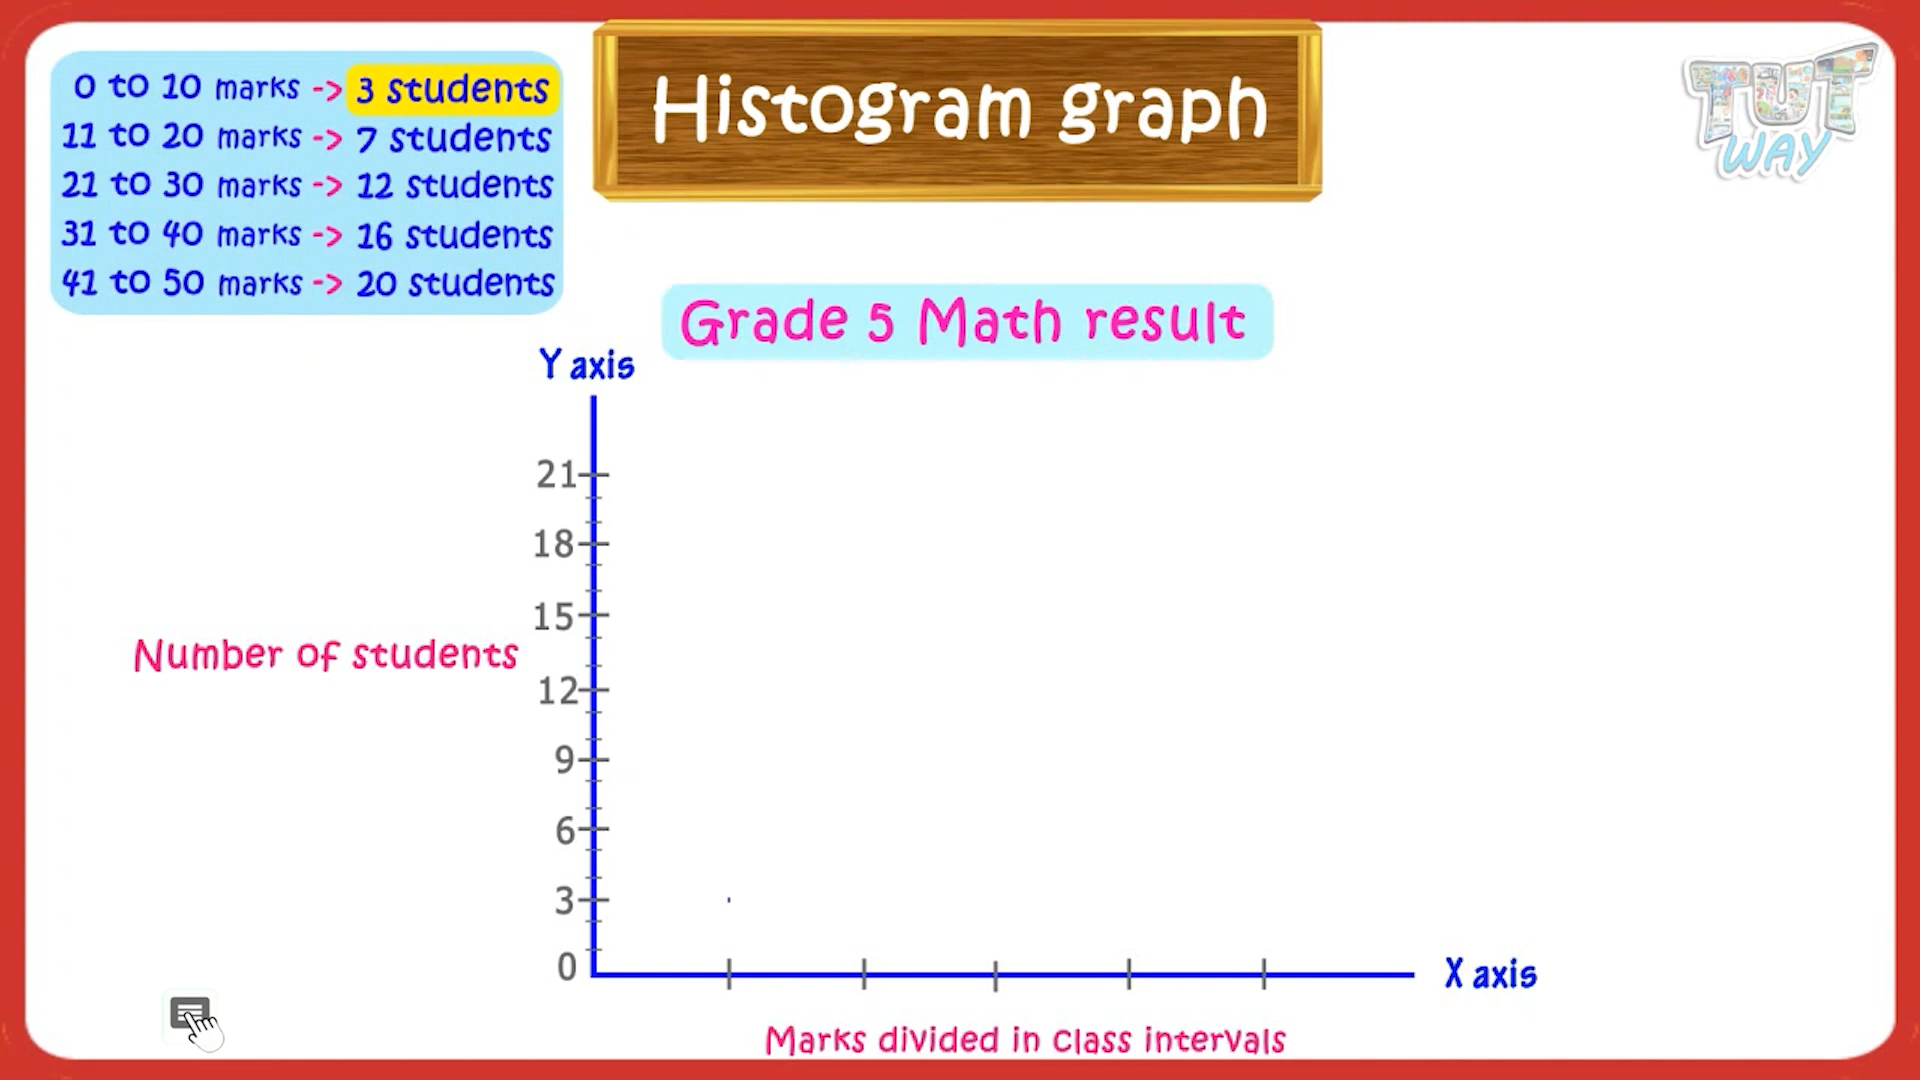 0 to 10 marks -> 3 students
11 to 20 marks -> 7 students
21 to 30 marks -> 12 students
31 to 40 marks -> 16 students
41 to 50 marks -> 20 students
Histogram graph
TUT
WAY
Grade 5 Math result
Y axis
21
18
15
Number of students
12
9
6
3
0
X axis
Marks divided in class intervals